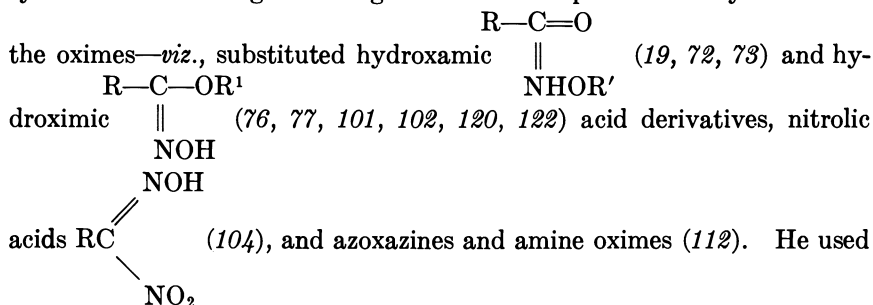 R—C=O
the oximes—viz., substituted hydroxamic || (19, 72, 73) and hy-
R—C—OR¹ NHOR′
droximic || (76, 77, 101, 102, 120, 122) acid derivatives, nitrolic
NOH
NOH
acids RC (104), and azoxazines and amine oximes (112). He used
NO₂